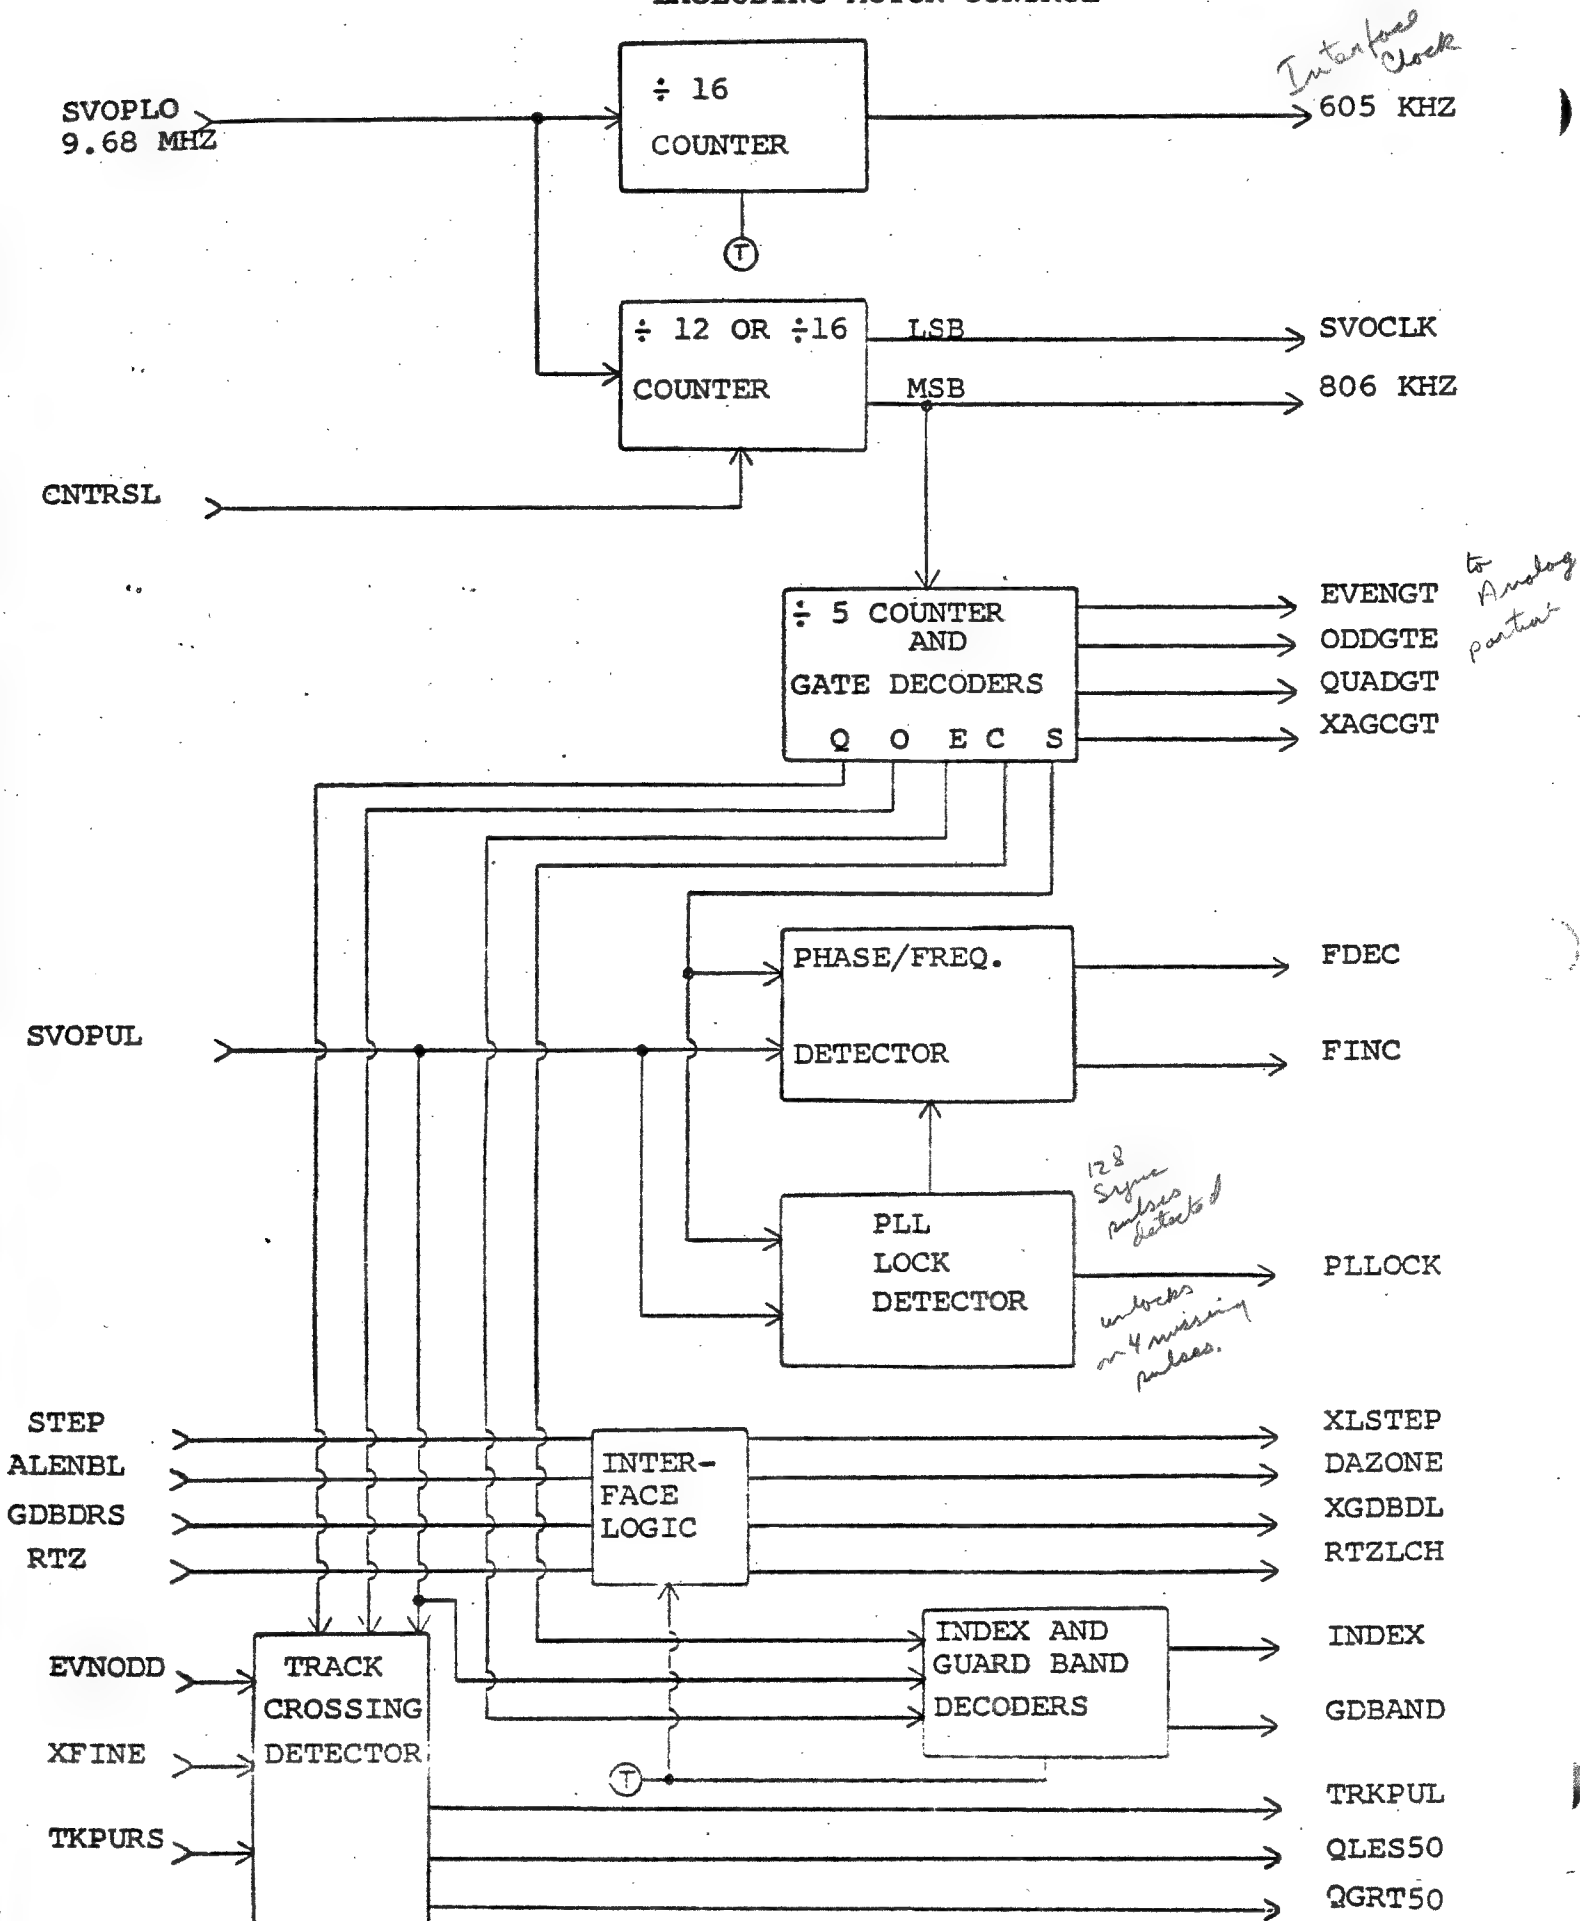 Interface
Clock
÷ 16
COUNTER
SVOPLO
9.68 MHZ
605 KHZ
T
÷ 12 OR ÷16
COUNTER
LSB
MSB
SVOCLK
806 KHZ
CNTRSL
÷ 5 COUNTER
AND
GATE DECODERS
Q O E C S
EVENGT
ODDGTE
QUADGT
XAGCGT
to
Analog
portion
PHASE/FREQ.
DETECTOR
FDEC
FINC
SVOPUL
PLL
LOCK
DETECTOR
128
Sync
pulses
detected
PLLOCK
unlocks
on 4 missing
pulses.
STEP
ALENBL
GDBDRS
RTZ
INTER-
FACE
LOGIC
XLSTEP
DAZONE
XGDBDL
RTZLCH
INDEX AND
GUARD BAND
DECODERS
INDEX
GDBAND
EVNODD
XFINE
TKPURS
TRACK
CROSSING
DETECTOR
T
TRKPUL
QLES50
QGRT50